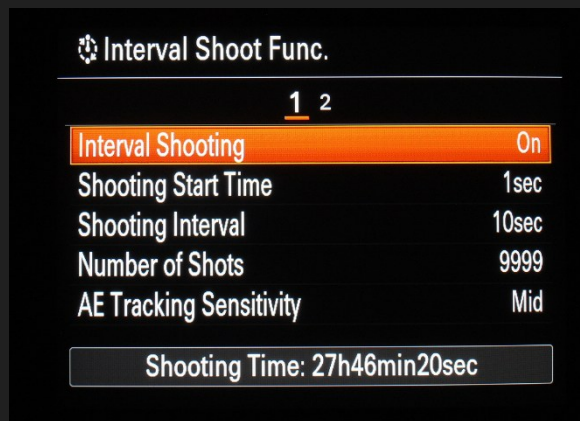 Interval Shoot Func.
1 2
Interval Shooting On
Shooting Start Time 1sec
Shooting Interval 10sec
Number of Shots 9999
AE Tracking Sensitivity Mid
Shooting Time: 27h46min20sec